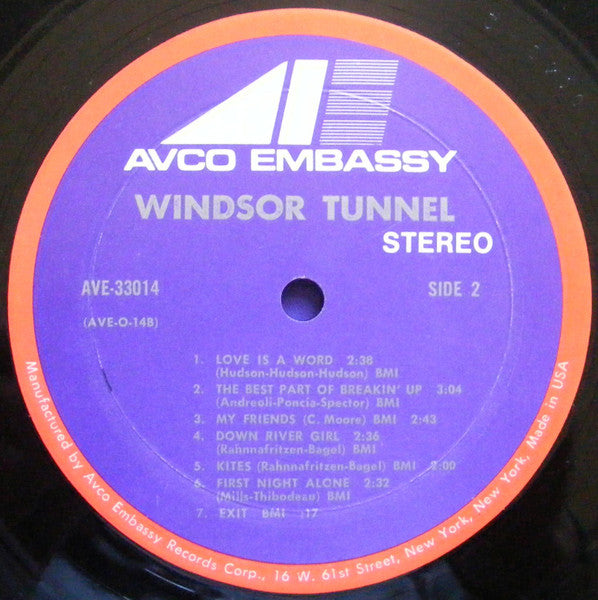 AVCO EMBASSY
WINDSOR TUNNEL
STEREO
AVE-33014
SIDE 2
(AVE-O-14B)
1. LOVE IS A WORD 2:38
(Hudson-Hudson-Hudson) BMI
2. THE BEST PART OF BREAKIN' UP 3:04
(Andreoli-Poncia-Spector) BMI
3. MY FRIENDS (C. Moore) BMI 2:43
4. DOWN RIVER GIRL 2:36
(Rahnnafritzen-Bagel) BMI
5. KITES (Rahnnafritzen-Bagel) BMI 2:00
6. FIRST NIGHT ALONE 2:32
(Mills-Thibodeau) BMI
7. EXIT BMI :17
Manufactured by Avco Embassy Records Corp., 16 W. 61st Street, New York, New York, Made in USA